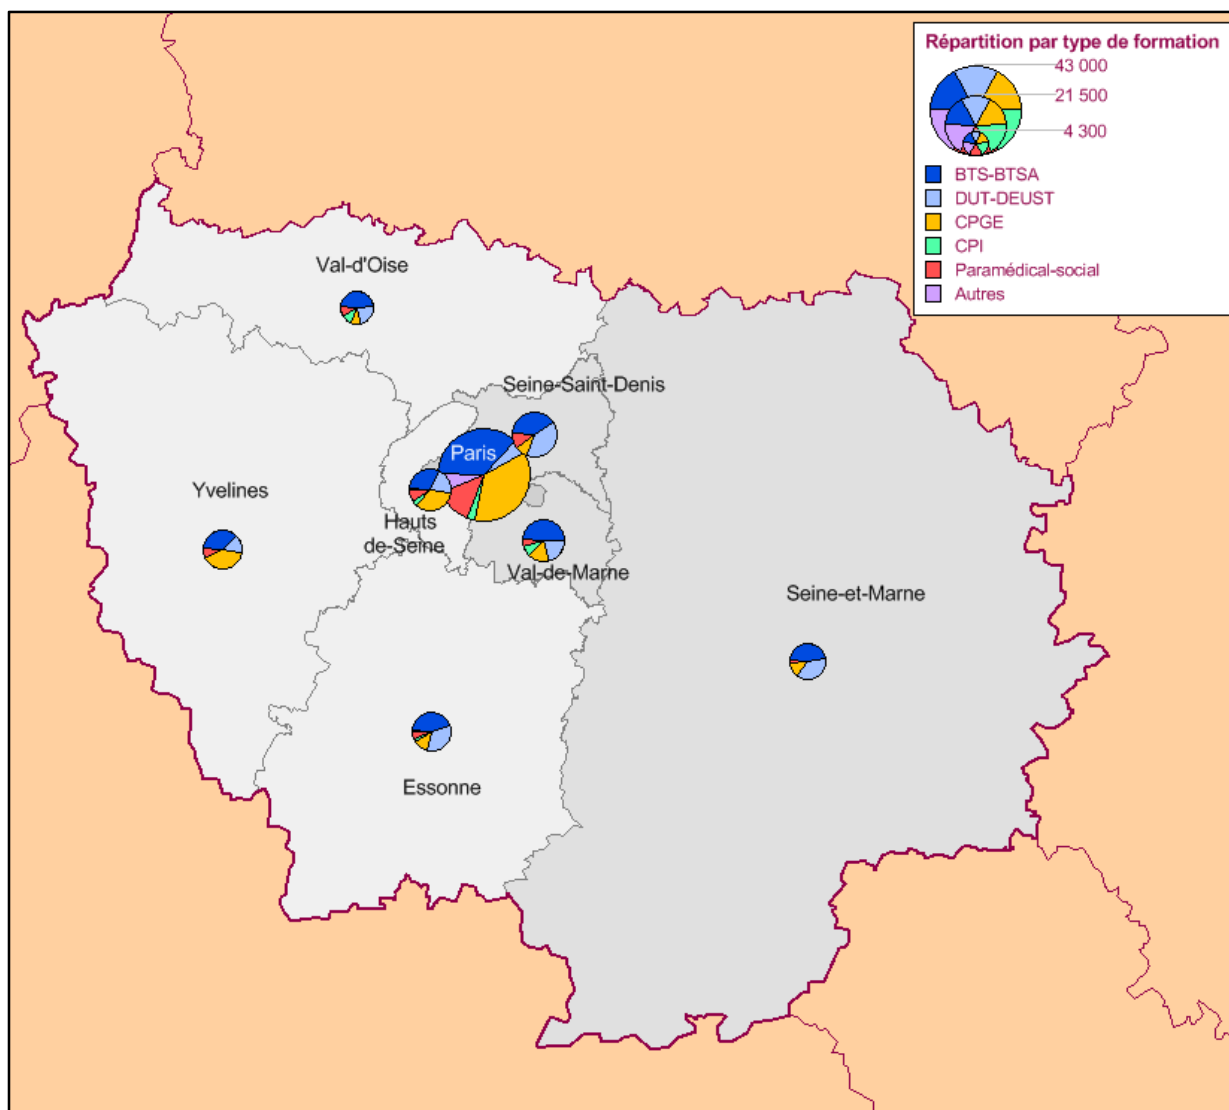 Répartition par type de formation
43 000
21 500
4 300
BTS-BTSA
DUT-DEUST
CPGE
CPI
Paramédical-social
Autres
Val-d'Oise
Seine-Saint-Denis
Paris
Yvelines
Hauts
de-Seine
Val-de-Marne
Seine-et-Marne
Essonne